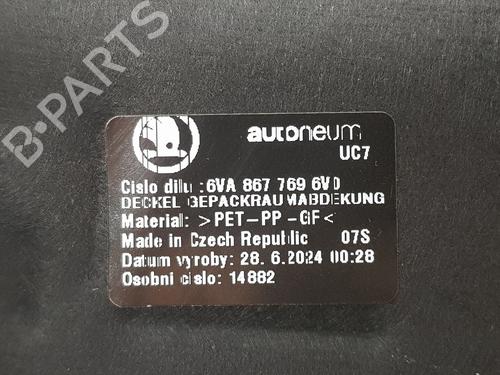 B-PARTS
autoneum
UC7
Cislo dilu :6VA 867 769 6V0
DECKEL GEPACKRAUMABDEKUNG
Material: >PET-PP-GF<
Made in Czech Republic 07S
Datum vyroby: 28.6.2024 00:28
Osobni cislo: 14882